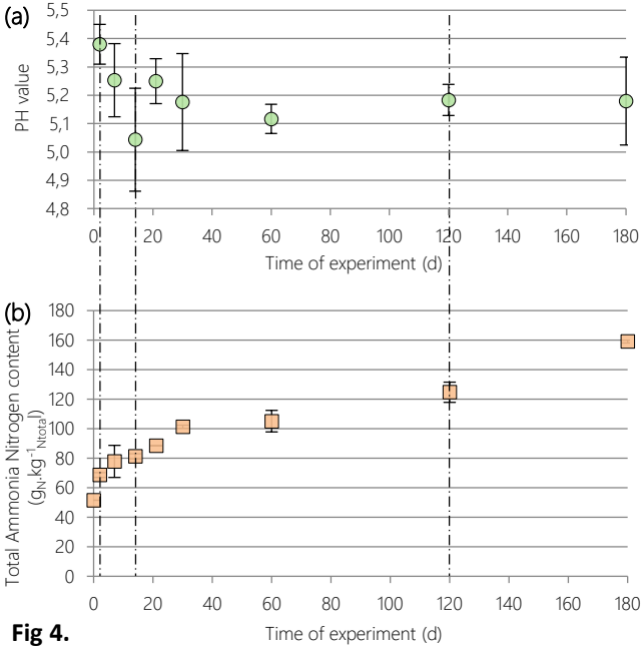 (a)
PH value
5,5
5,4
5,3
5,2
5,1
5,0
4,9
4,8
0 20 40 60 80 100 120 140 160 180
Time of experiment (d)
(b)
Total Ammonia Nitrogen content
(gN.kg⁻¹Ntotal)
180
160
140
120
100
80
60
40
20
0
0 20 40 60 80 100 120 140 160 180
Time of experiment (d)
Fig 4.